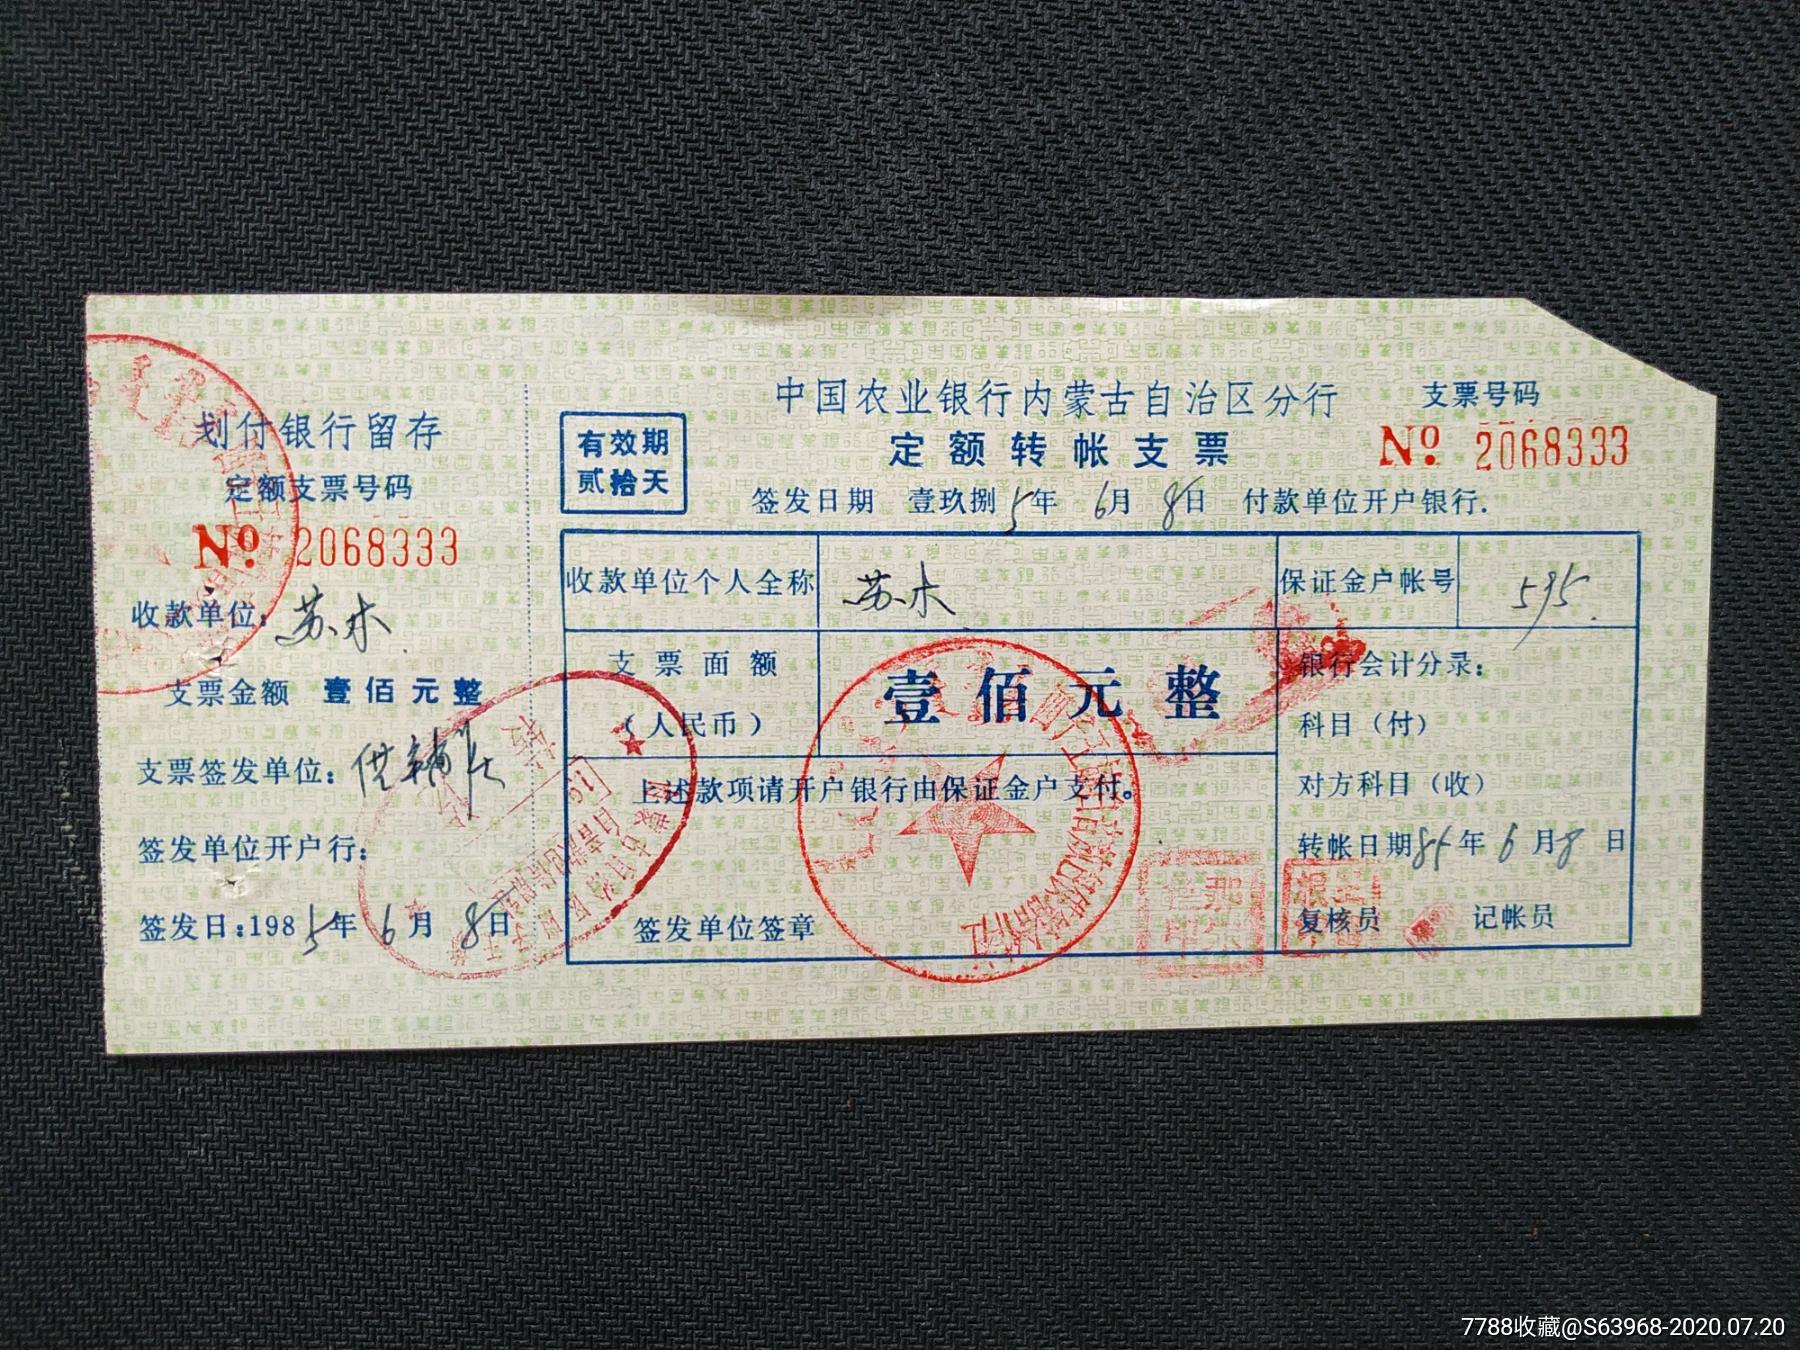 划付银行留存
定额支票号码
No 2068333
收款单位: 苏木
支票金额 壹佰元整
支票签发单位:
签发单位开户行:
签发日:1985年6月8日
有效期
贰拾天
中国农业银行内蒙古自治区分行
定额转帐支票
支票号码
No 2068333
签发日期 壹玖捌5年 6月 8日 付款单位开户银行.
收款单位个人全称 苏木
保证金户帐号 595.
支票面额
(人民币)
壹佰元整
上述款项请开户银行由保证金户支付。
签发单位签章
银行会计分录:
科目(付)
对方科目(收)
转帐日期85年6月8日
复核员 记帐员
7788收藏@S63968-2020.07.20